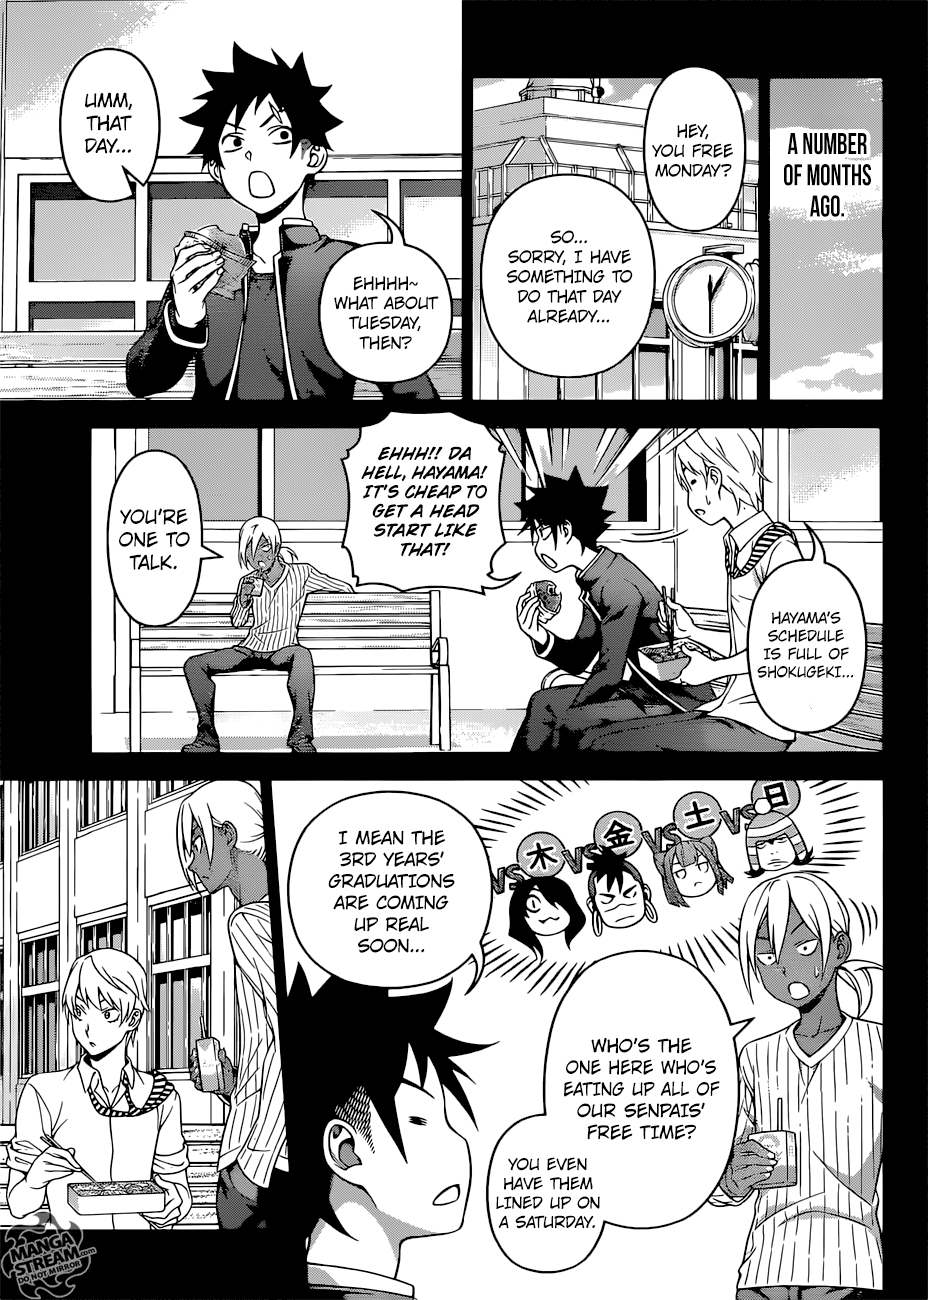 A NUMBER
OF MONTHS
AGO.
HEY,
YOU FREE
MONDAY?
SO...
SORRY, I HAVE
SOMETHING TO
DO THAT DAY
ALREADY...
EHHHH~
WHAT ABOUT
TUESDAY,
THEN?
UMM,
THAT
DAY...
HAYAMA'S
SCHEDULE
IS FULL OF
SHOKUGEKI...
EHHH!! DA
HELL, HAYAMA!
IT'S CHEAP TO
GET A HEAD
START LIKE
THAT!
YOU'RE
ONE TO
TALK.
日
VS
土
VS
金
VS
木
VS
WHO'S THE
ONE HERE WHO'S
EATING UP ALL OF
OUR SENPAIS'
FREE TIME?
YOU EVEN
HAVE THEM
LINED UP ON
A SATURDAY.
I MEAN THE
3RD YEARS'
GRADUATIONS
ARE COMING
UP REAL
SOON...
MANGA
STREAM.com
DO NOT MIRROR